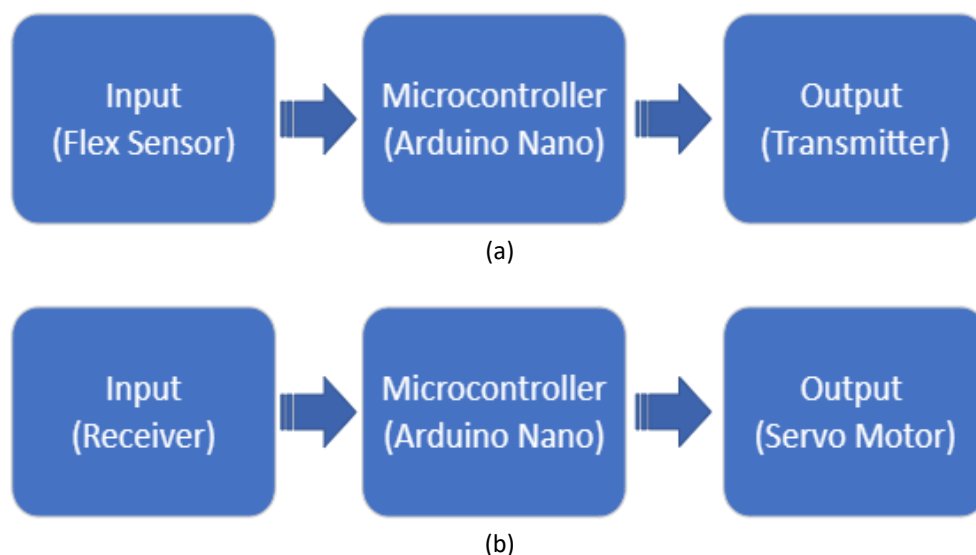 Input
(Flex Sensor)
Microcontroller
(Arduino Nano)
Output
(Transmitter)
(a)
Input
(Receiver)
Microcontroller
(Arduino Nano)
Output
(Servo Motor)
(b)